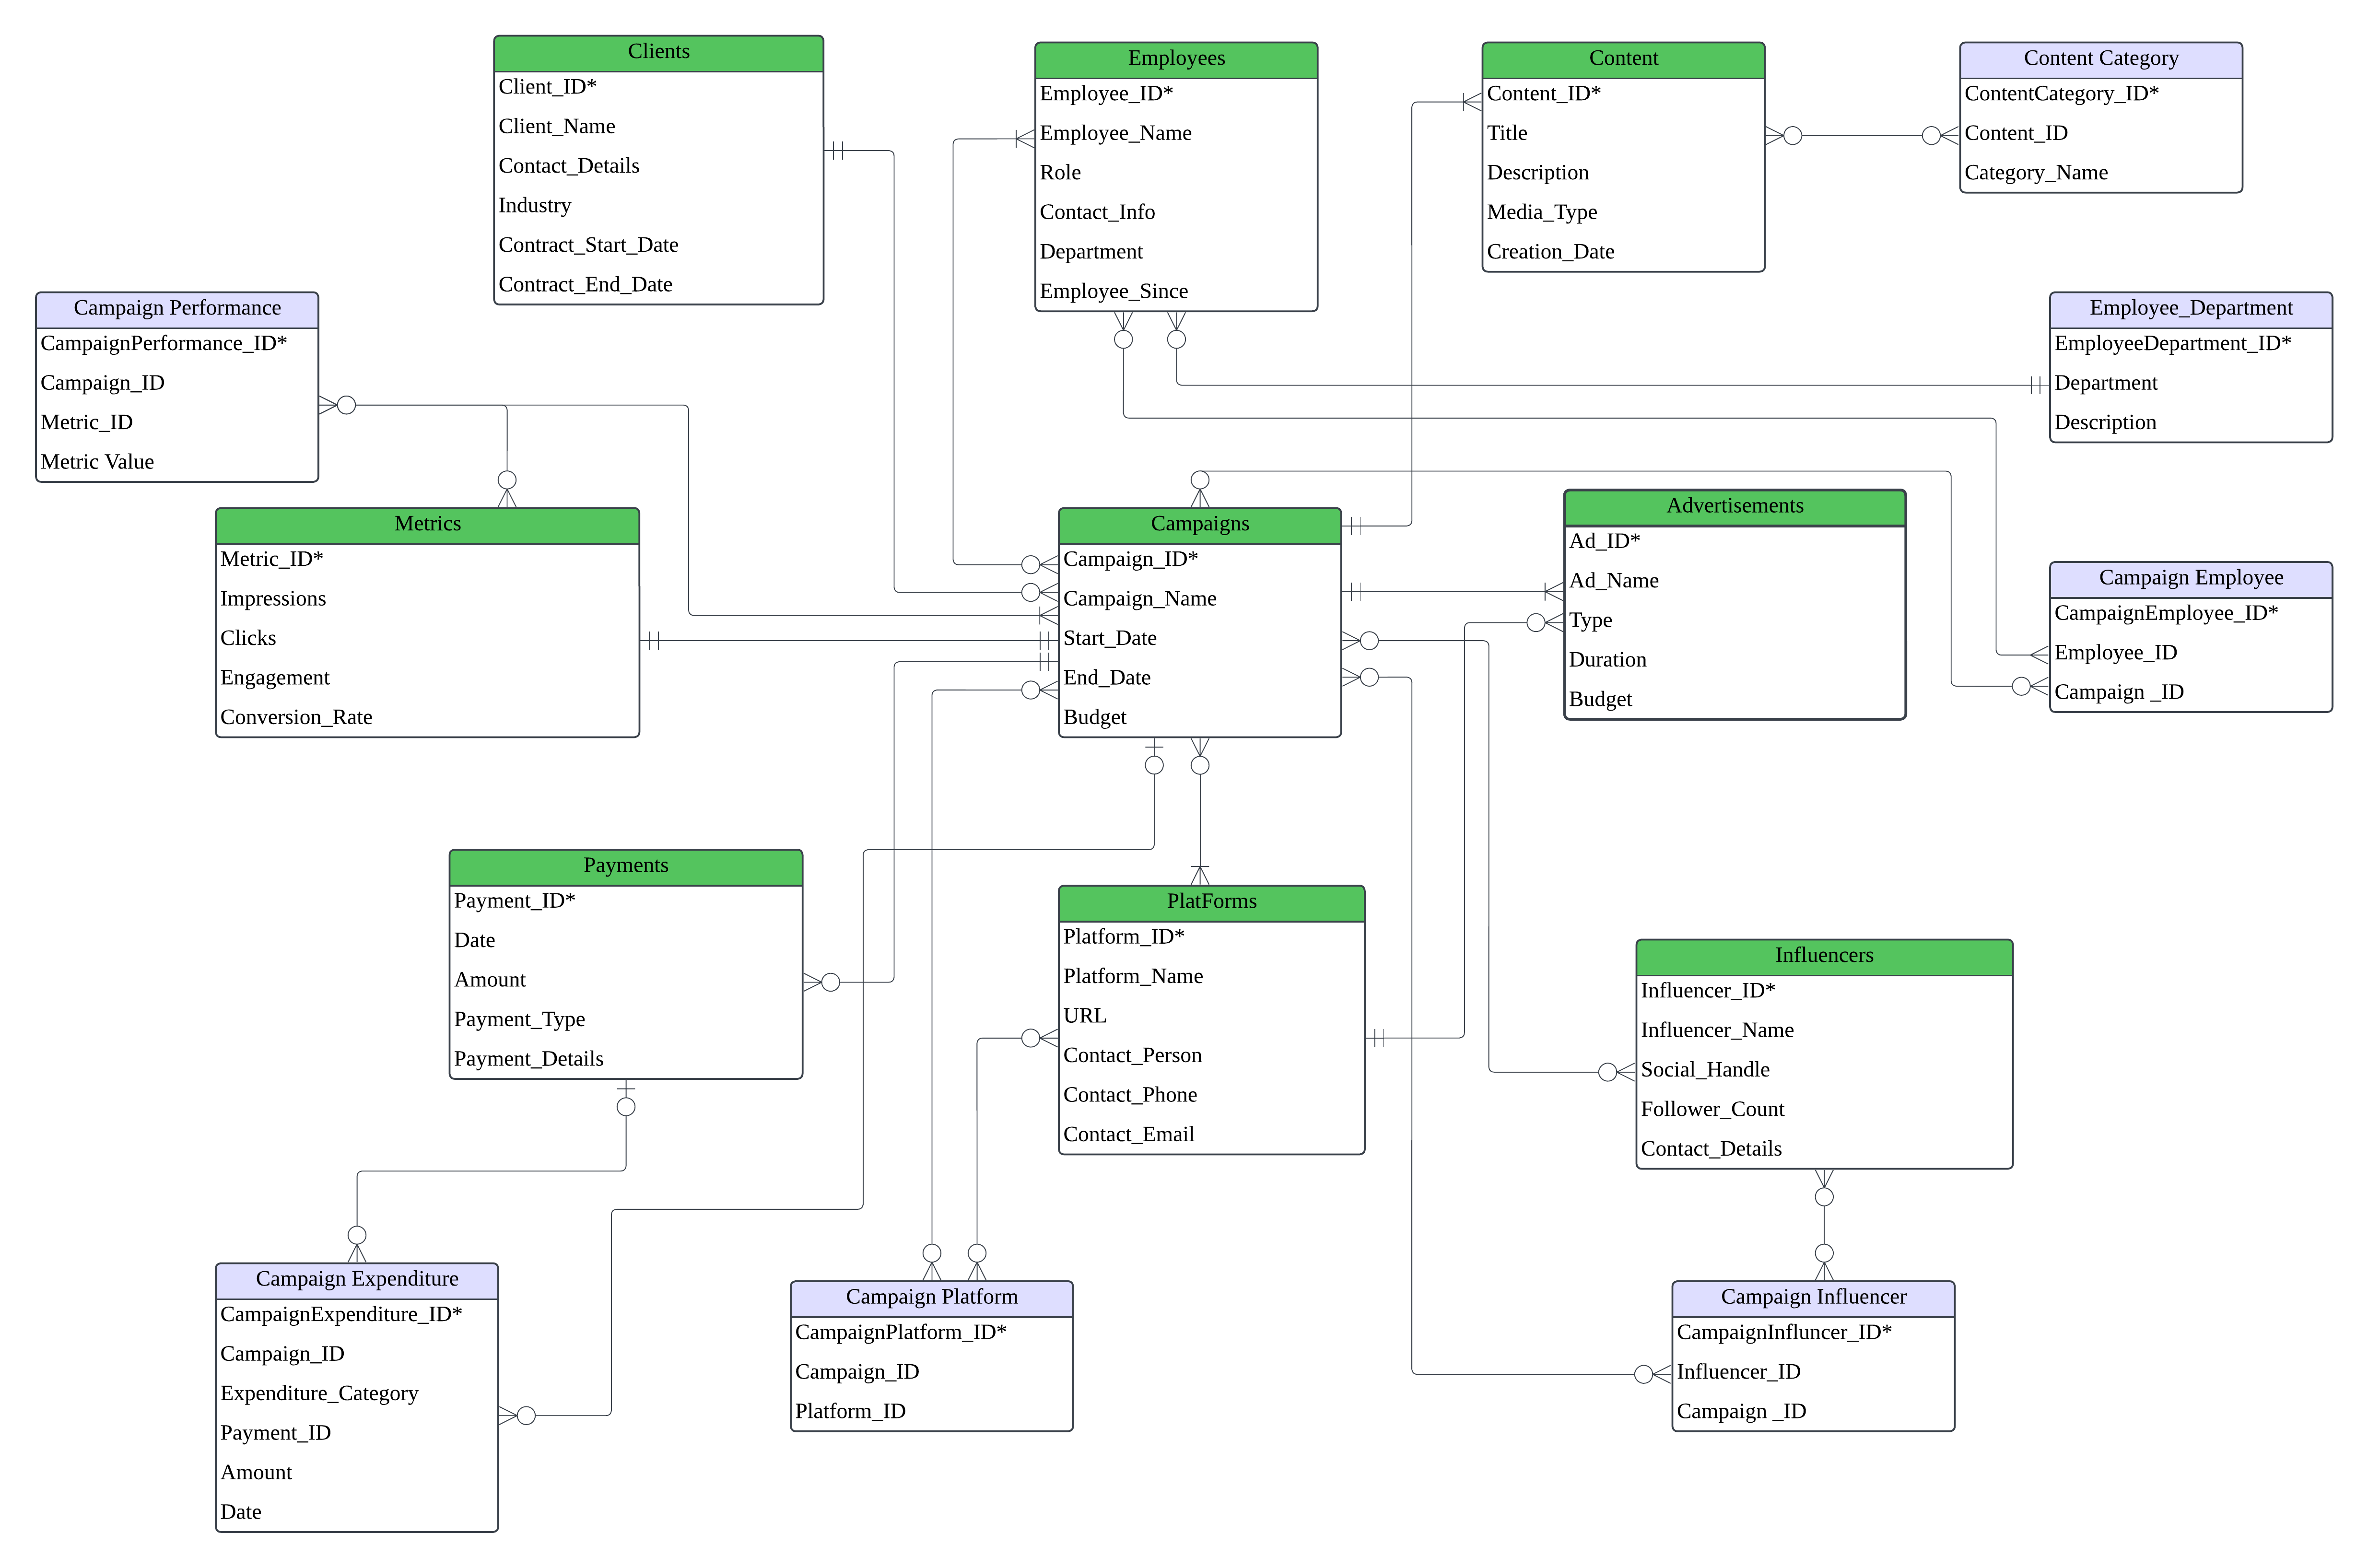 Clients
Client_ID*
Client_Name
Contact_Details
Industry
Contract_Start_Date
Contract_End_Date
Employees
Employee_ID*
Employee_Name
Role
Contact_Info
Department
Employee_Since
Content
Content_ID*
Title
Description
Media_Type
Creation_Date
Content Category
ContentCategory_ID*
Content_ID
Category_Name
Campaign Performance
CampaignPerformance_ID*
Campaign_ID
Metric_ID
Metric Value
Employee_Department
EmployeeDepartment_ID*
Department
Description
Metrics
Metric_ID*
Impressions
Clicks
Engagement
Conversion_Rate
Campaigns
Campaign_ID*
Campaign_Name
Start_Date
End_Date
Budget
Advertisements
Ad_ID*
Ad_Name
Type
Duration
Budget
Campaign Employee
CampaignEmployee_ID*
Employee_ID
Campaign _ID
Payments
Payment_ID*
Date
Amount
Payment_Type
Payment_Details
PlatForms
Platform_ID*
Platform_Name
URL
Contact_Person
Contact_Phone
Contact_Email
Influencers
Influencer_ID*
Influencer_Name
Social_Handle
Follower_Count
Contact_Details
Campaign Expenditure
CampaignExpenditure_ID*
Campaign_ID
Expenditure_Category
Payment_ID
Amount
Date
Campaign Platform
CampaignPlatform_ID*
Campaign_ID
Platform_ID
Campaign Influencer
CampaignInfluncer_ID*
Influencer_ID
Campaign _ID